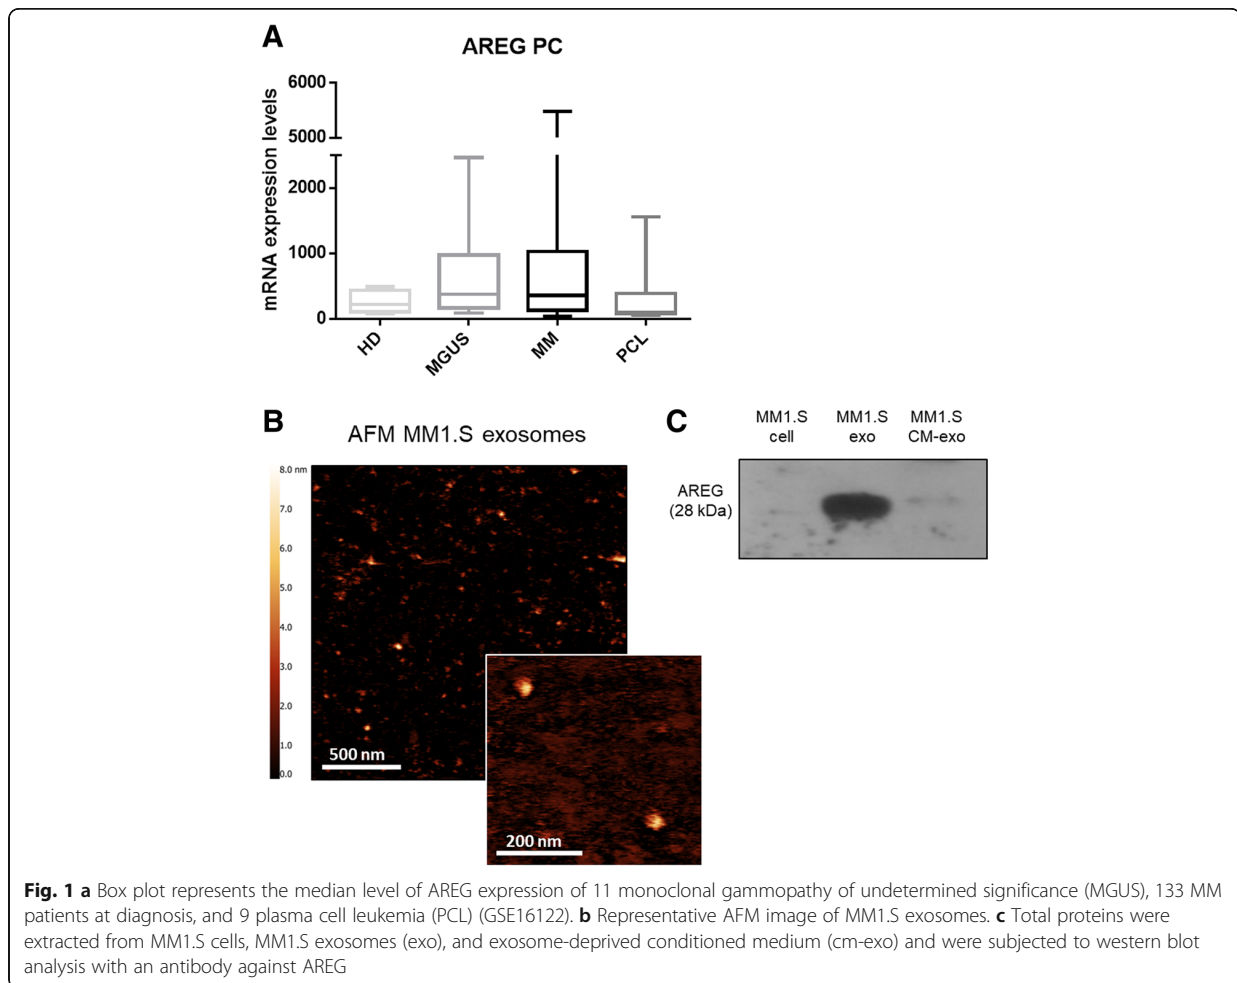 A
AREG PC
mRNA expression levels
6000
5000
2000
1000
0
HD
MGUS
MM
PCL
B
AFM MM1.S exosomes
8.0 nm
7.0
6.0
5.0
4.0
3.0
2.0
1.0
0.0
500 nm
200 nm
C
MM1.S cell
MM1.S exo
MM1.S CM-exo
AREG
(28 kDa)
Fig. 1 a Box plot represents the median level of AREG expression of 11 monoclonal gammopathy of undetermined significance (MGUS), 133 MM
patients at diagnosis, and 9 plasma cell leukemia (PCL) (GSE16122). b Representative AFM image of MM1.S exosomes. c Total proteins were
extracted from MM1.S cells, MM1.S exosomes (exo), and exosome-deprived conditioned medium (cm-exo) and were subjected to western blot
analysis with an antibody against AREG